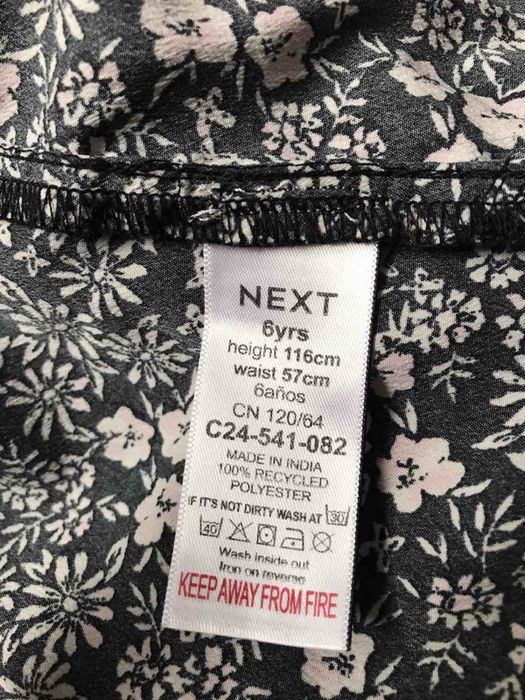 NEXT
6yrs
height 116cm
waist 57cm
6años
CN 120/64
C24-541-082
MADE IN INDIA
100% RECYCLED
POLYESTER
IF IT'S NOT DIRTY WASH AT 30
40
Wash inside out
Iron on reverse
KEEP AWAY FROM FIRE